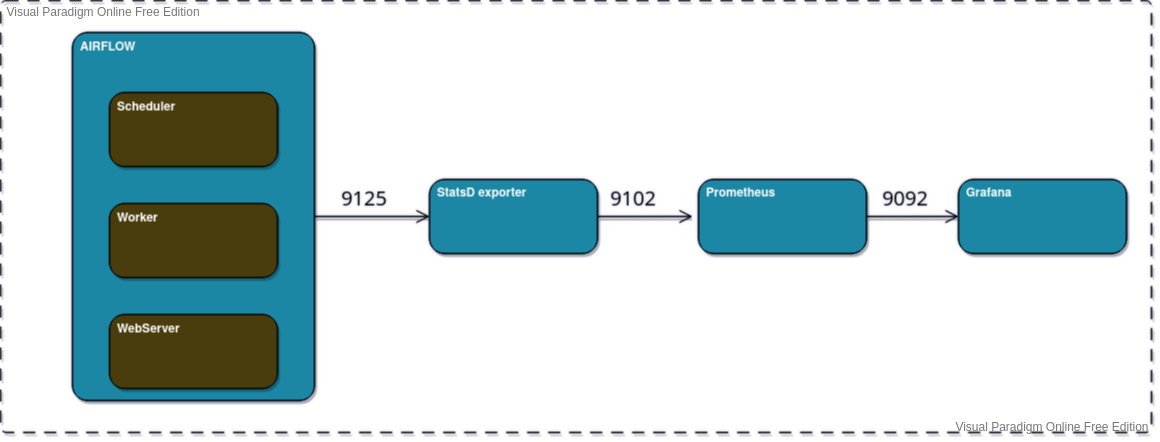 Visual Paradigm Online Free Edition
AIRFLOW
Scheduler
Worker
WebServer
9125
StatsD exporter
9102
Prometheus
9092
Grafana
Visual Paradigm Online Free Edition